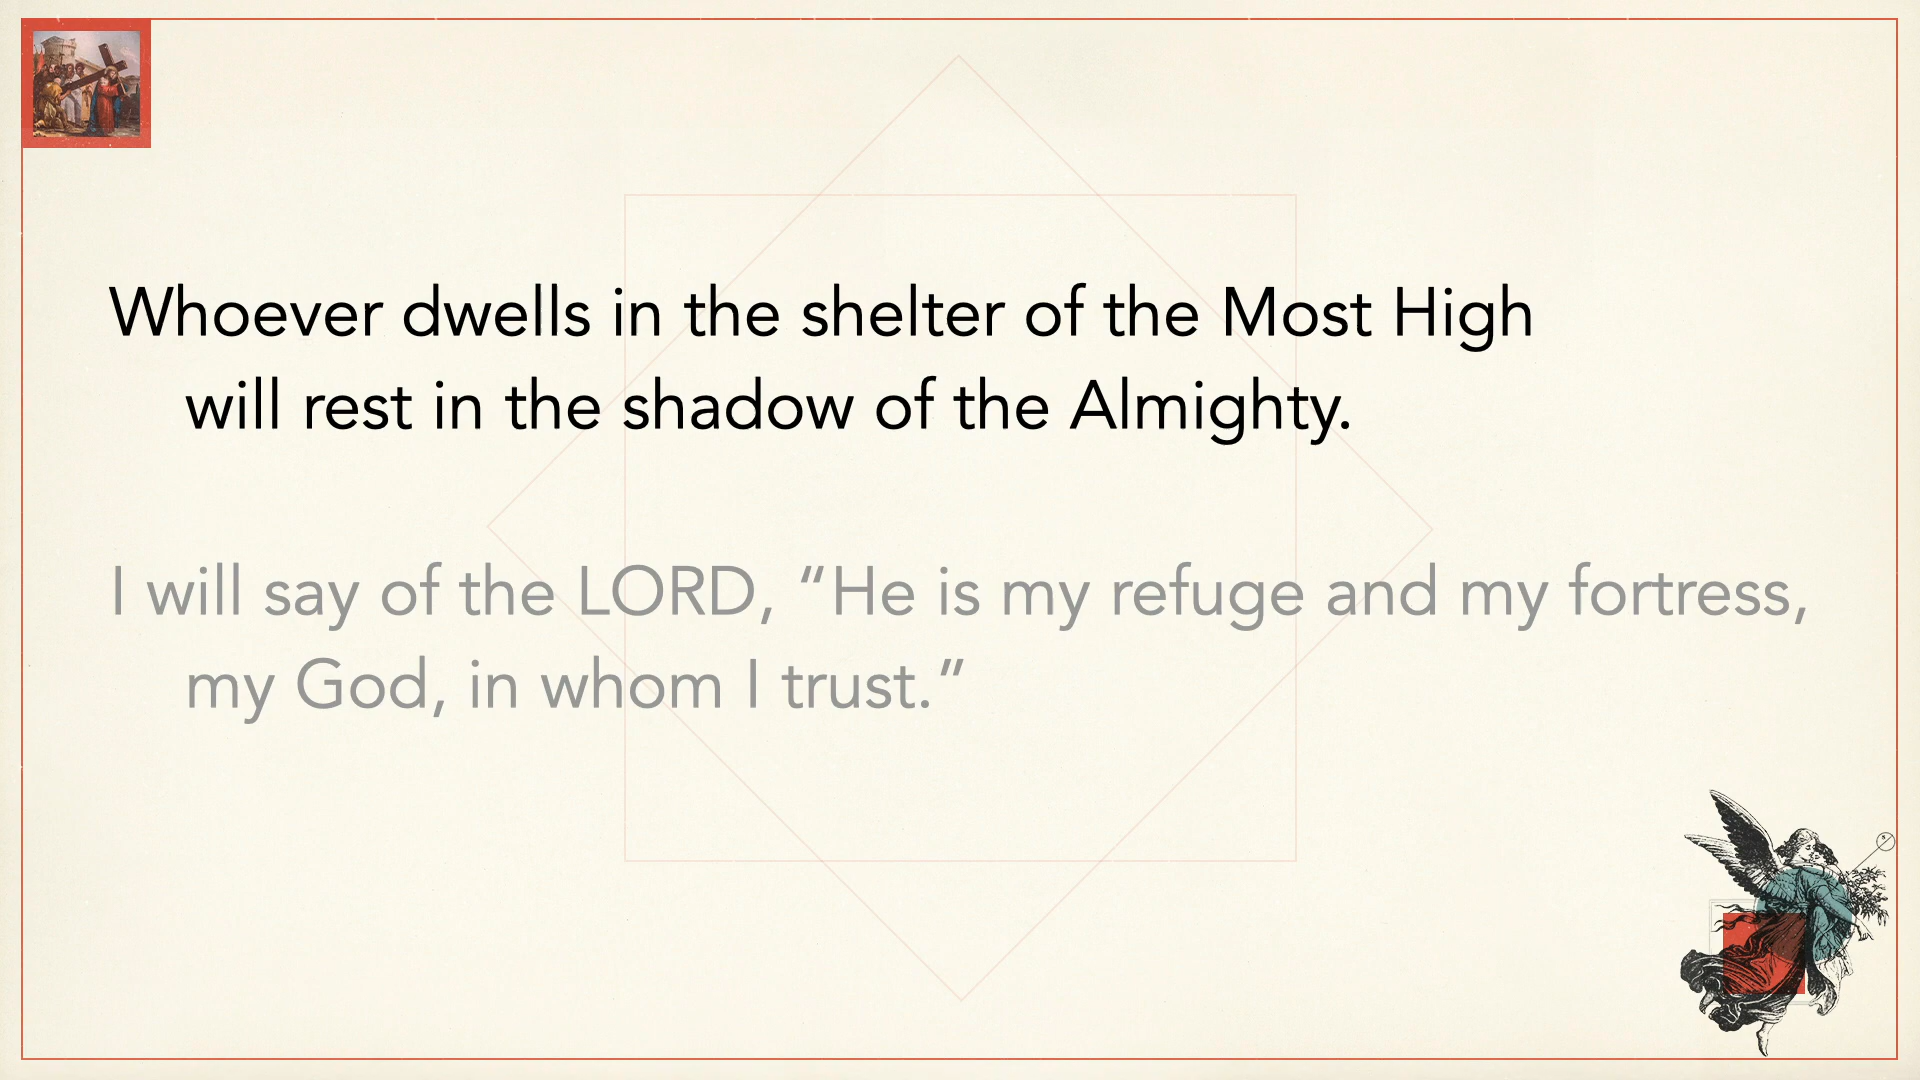 Whoever dwells in the shelter of the Most High
will rest in the shadow of the Almighty.
I will say of the LORD, “He is my refuge and my fortress,
my God, in whom I trust.”